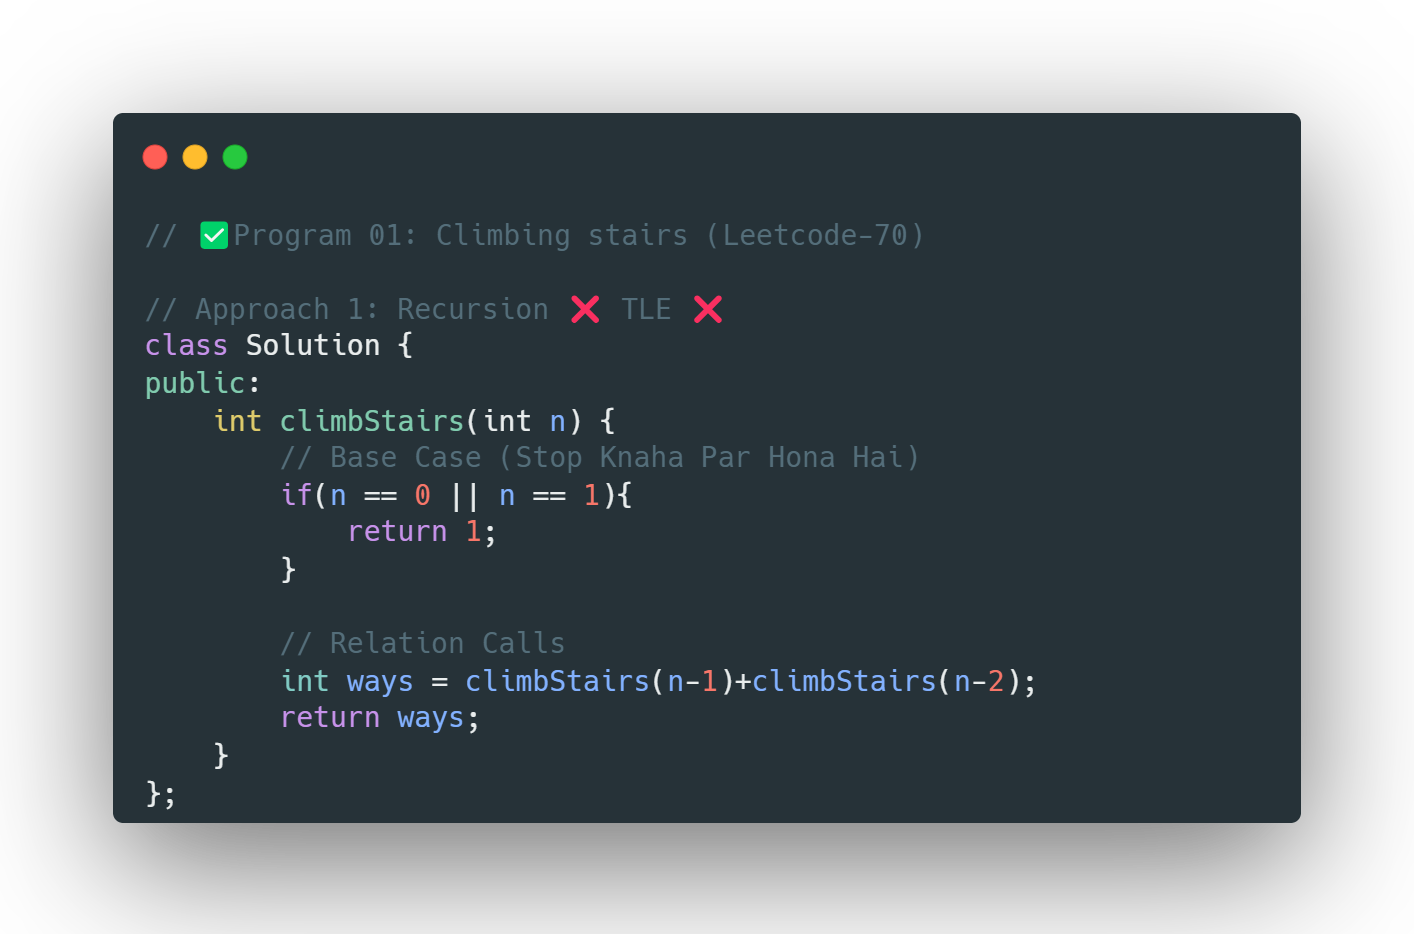 // ✅Program 01: Climbing stairs (Leetcode-70)
// Approach 1: Recursion ❌ TLE ❌
class Solution {
public:
    int climbStairs(int n) {
        // Base Case (Stop Knaha Par Hona Hai)
        if(n == 0 || n == 1){
            return 1;
        }
        // Relation Calls
        int ways = climbStairs(n-1)+climbStairs(n-2);
        return ways;
    }
};